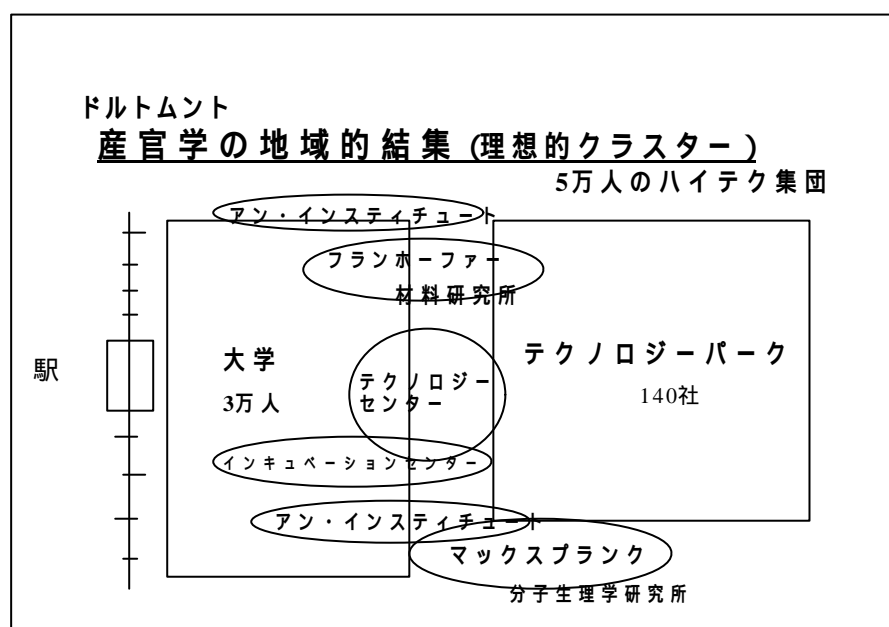 ドルトムント
産官学の地域的結集 (理想的クラスター)
5万人のハイテク集団
アン・インスティチュート
フランホーファー
材料研究所
駅
大学
3万人
テクノロジー
センター
テクノロジーパーク
140社
インキュベーションセンター
アン・インスティチュート
マックスプランク
分子生理学研究所